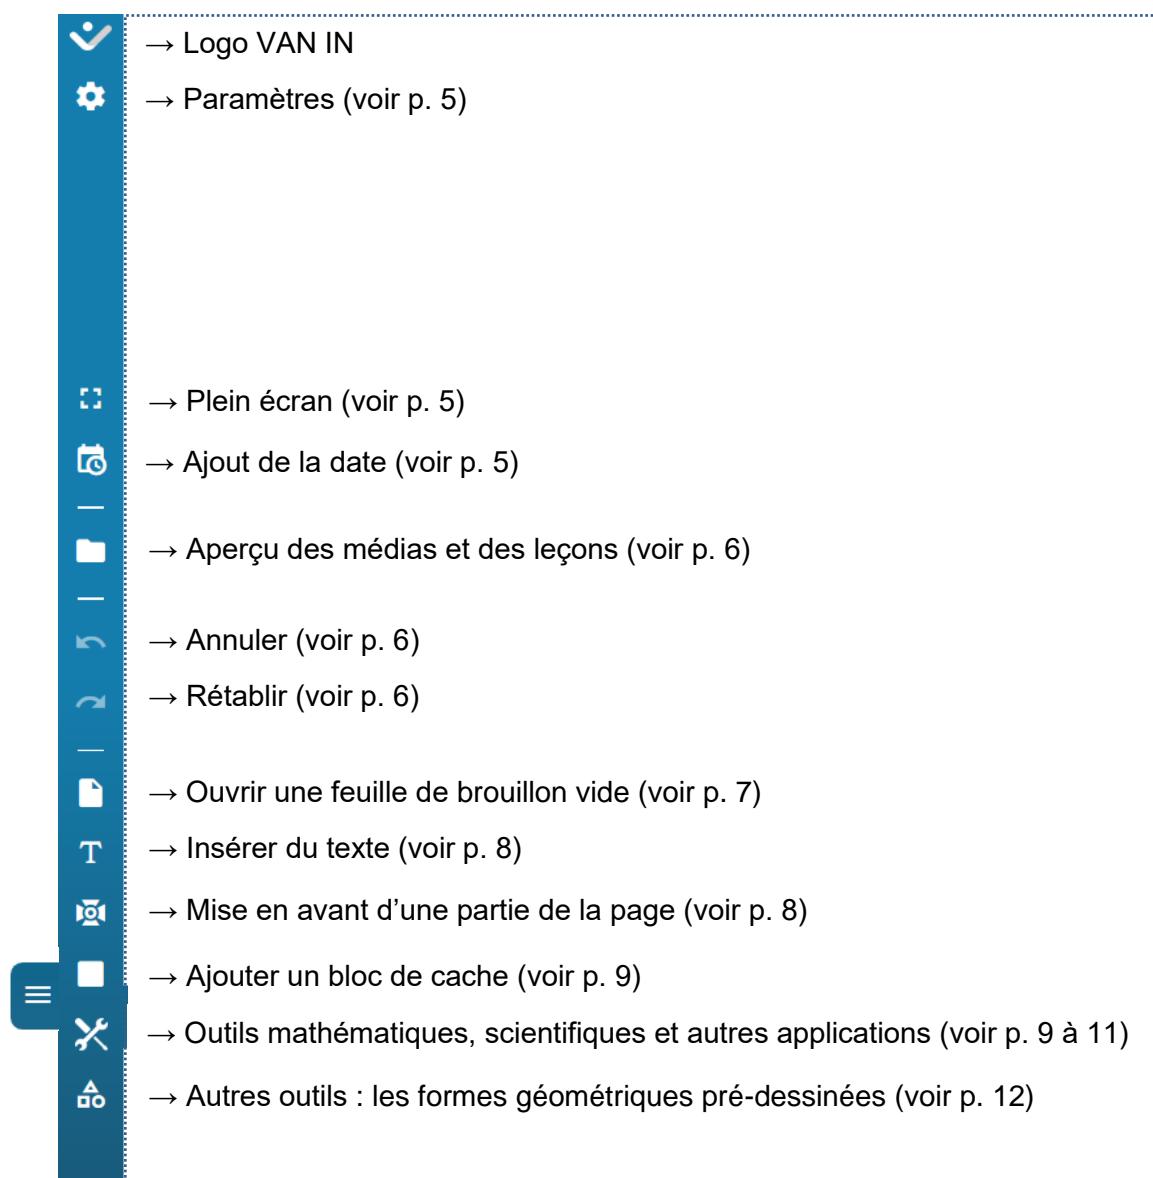 → Logo VAN IN
→ Paramètres (voir p. 5)
→ Plein écran (voir p. 5)
→ Ajout de la date (voir p. 5)
→ Aperçu des médias et des leçons (voir p. 6)
→ Annuler (voir p. 6)
→ Rétablir (voir p. 6)
→ Ouvrir une feuille de brouillon vide (voir p. 7)
→ Insérer du texte (voir p. 8)
→ Mise en avant d’une partie de la page (voir p. 8)
→ Ajouter un bloc de cache (voir p. 9)
→ Outils mathématiques, scientifiques et autres applications (voir p. 9 à 11)
→ Autres outils : les formes géométriques pré-dessinées (voir p. 12)